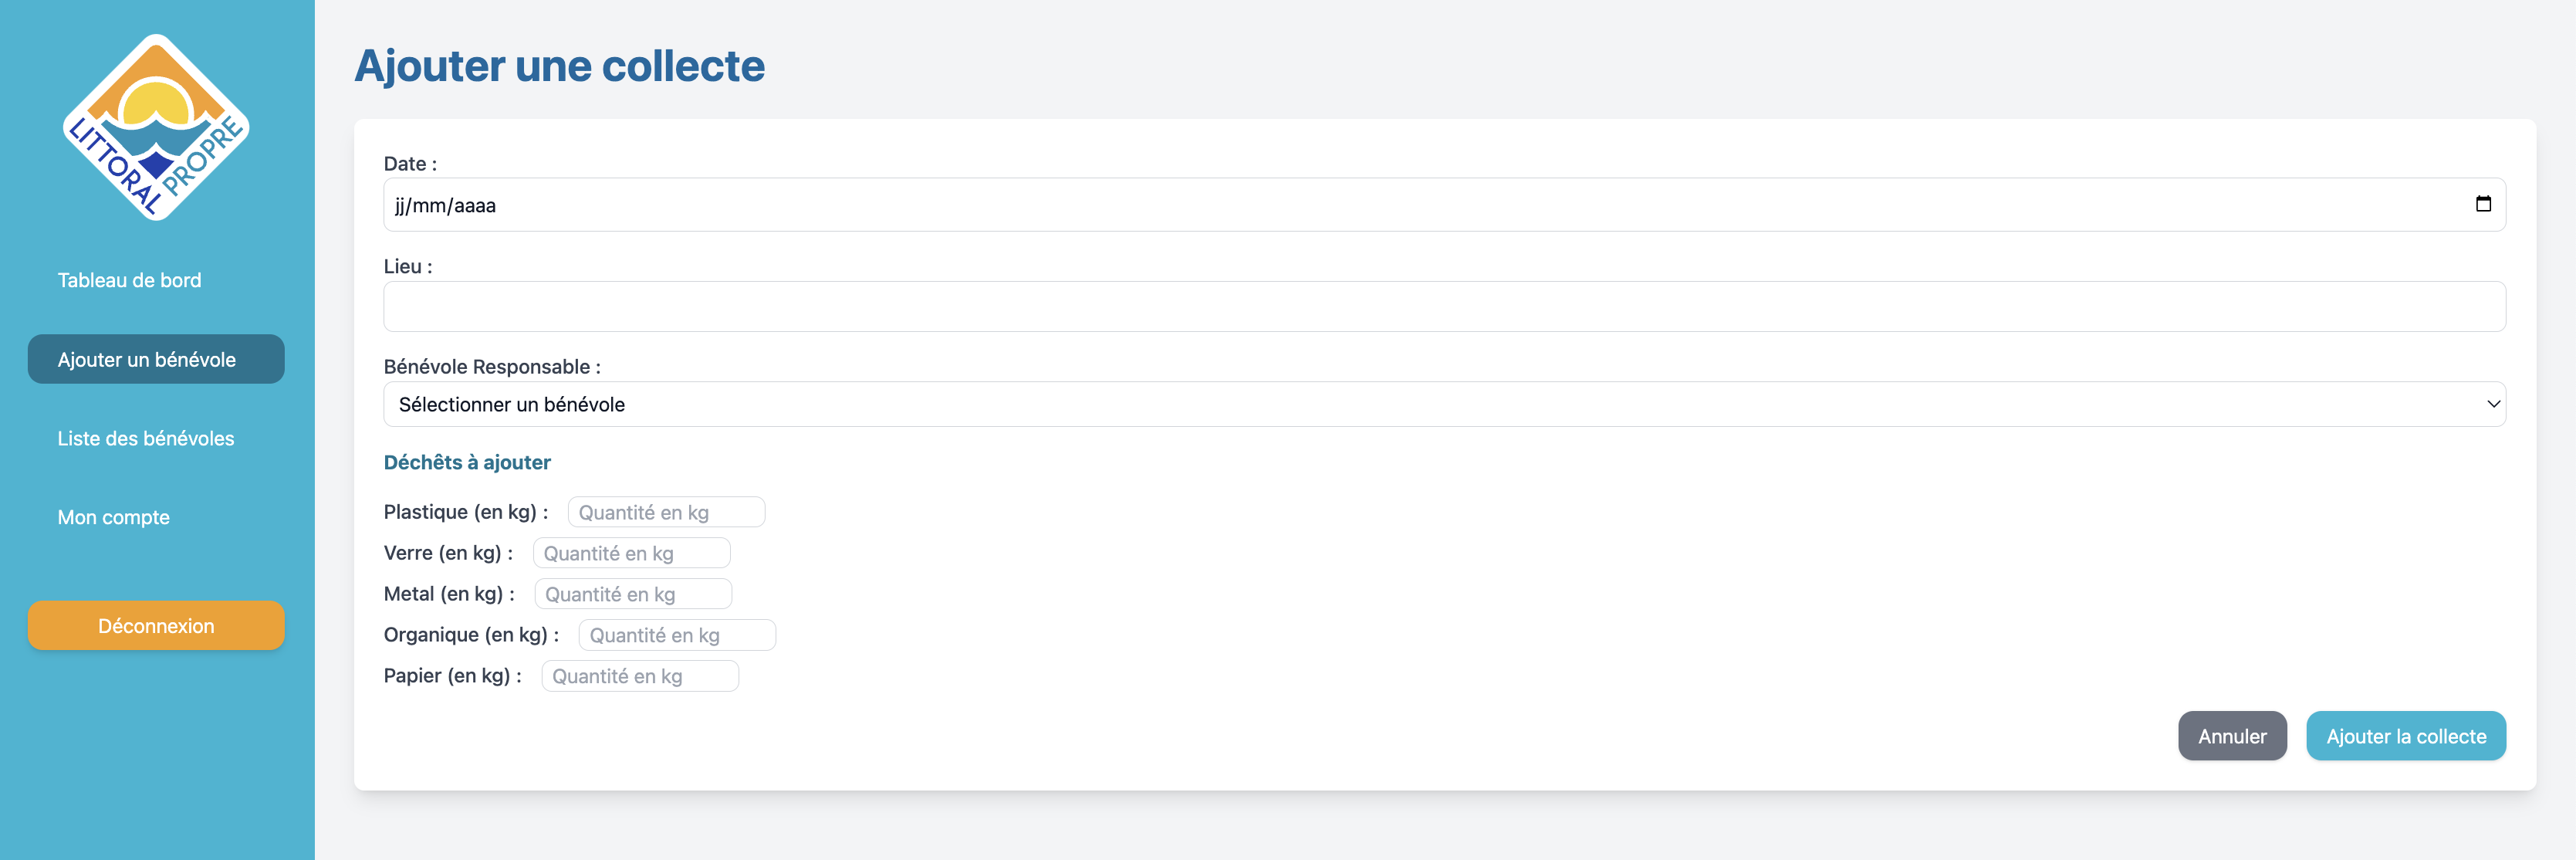 LITTORAL PROPRE
Tableau de bord
Ajouter un bénévole
Liste des bénévoles
Mon compte
Déconnexion
Ajouter une collecte
Date :
jj/mm/aaaa
Lieu :
Bénévole Responsable :
Sélectionner un bénévole
Déchêts à ajouter
Plastique (en kg) : Quantité en kg
Verre (en kg) : Quantité en kg
Metal (en kg) : Quantité en kg
Organique (en kg) : Quantité en kg
Papier (en kg) : Quantité en kg
Annuler Ajouter la collecte